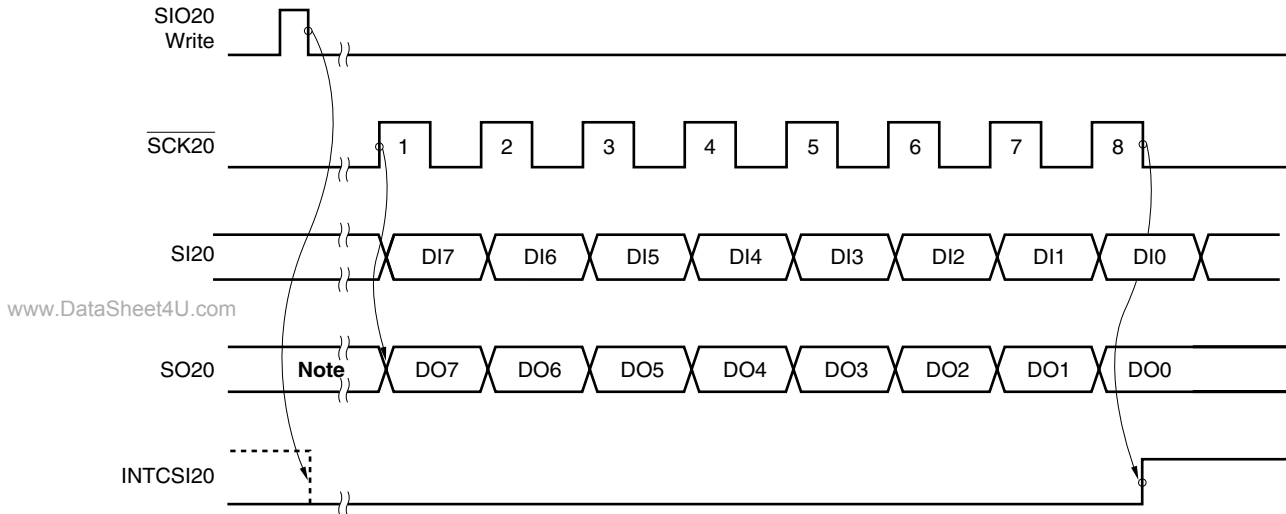 SIO20
Write
SCK20
1 2 3 4 5 6 7 8
SI20
DI7 DI6 DI5 DI4 DI3 DI2 DI1 DI0
www.DataSheet4U.com
SO20
Note DO7 DO6 DO5 DO4 DO3 DO2 DO1 DO0
INTCSI20